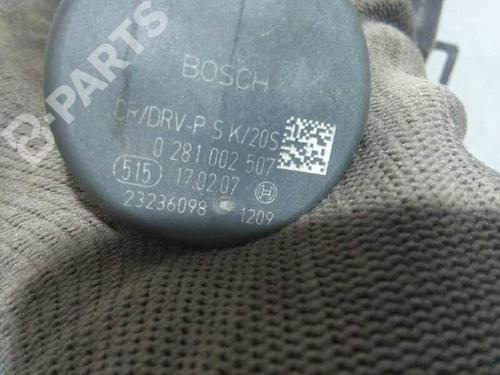 BOSCH
CR/DRV-P S K/20S
0 281 002 507
515 17.02.07
23236098 1209
B-PARTS